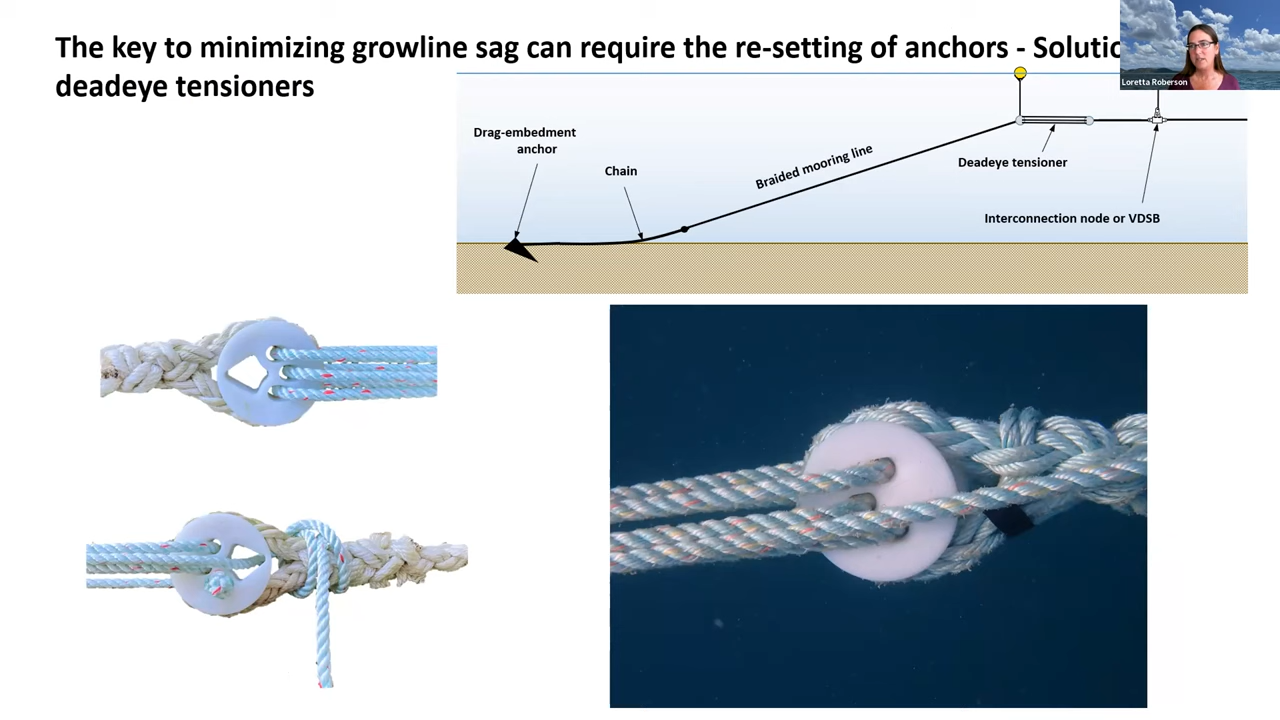 The key to minimizing growline sag can require the re-setting of anchors -
deadeye tensioners
Loretta Roberson
Drag-embedment
anchor
Chain
Braided mooring line
Deadeye tensioner
Interconnection node or VDSB